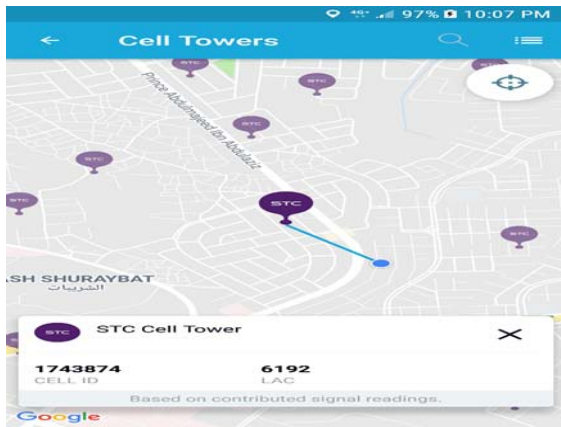 4G+ 97% 10:07 PM
Cell Towers
STC
STC
Prince Abdulmajeed Ibn Abdulaziz
STC
STC
STC
STC
STC
STC
ASH SHURAYBAT
الشريبات
STC STC Cell Tower
1743874 6192
CELL ID LAC
Based on contributed signal readings.
Google